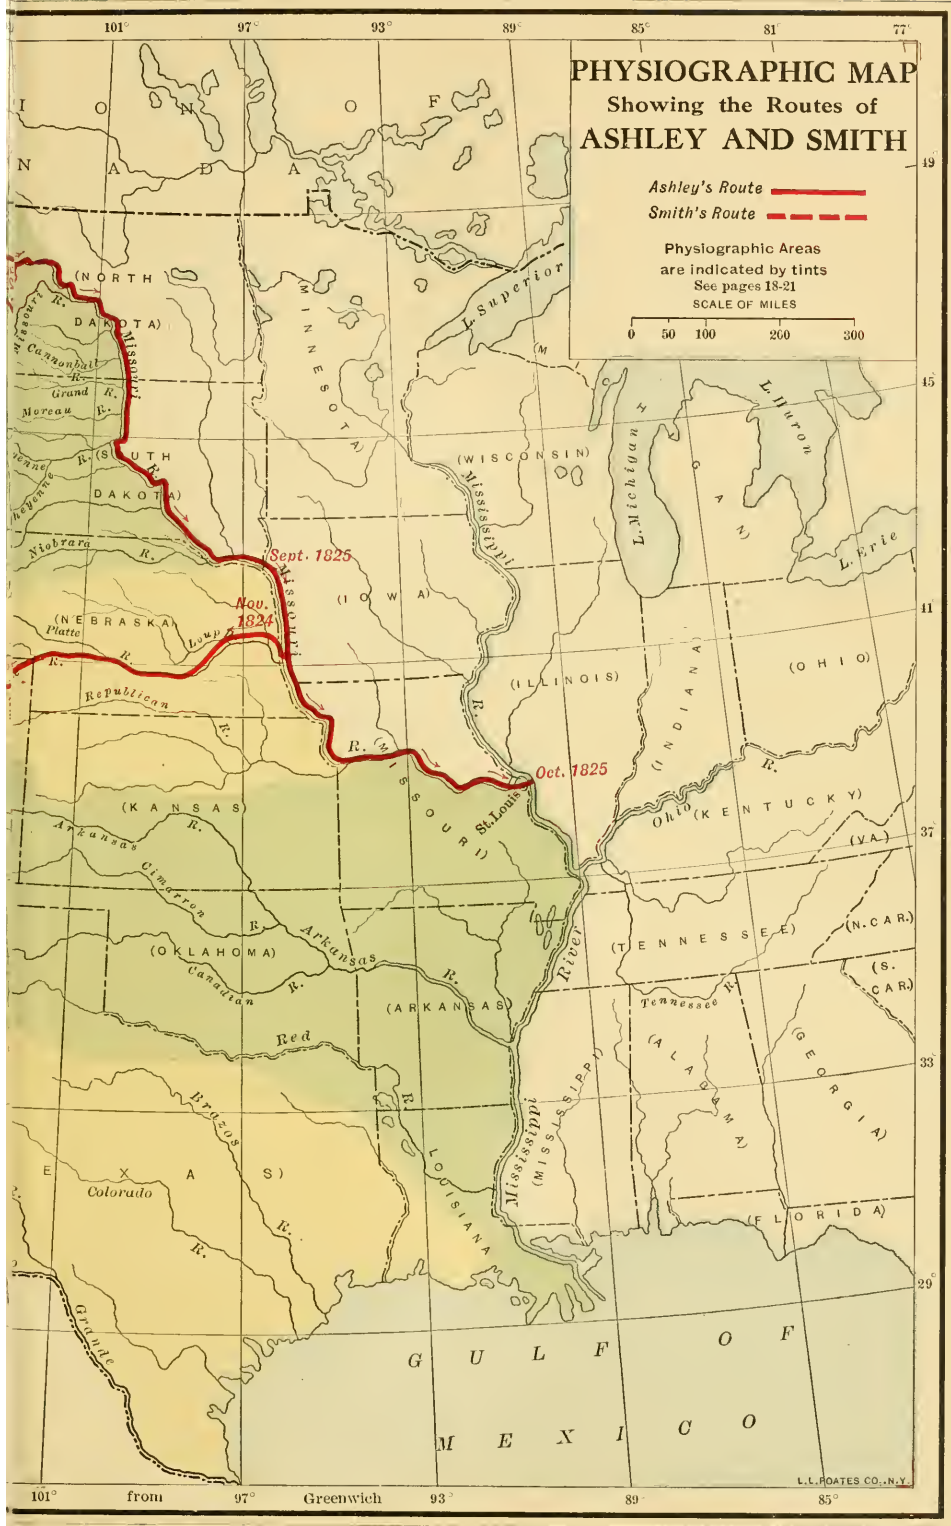 101° 97° 93° 89° 85° 81° 77°
PHYSIOGRAPHIC MAP
Showing the Routes of
ASHLEY AND SMITH
Ashley's Route
Smith's Route
Physiographic Areas
are indicated by tints
See pages 18-21
SCALE OF MILES
0 50 100 200 300
I O N O F
N A D A
49°
45°
41°
37°
33°
29°
(NORTH
DAKOTA)
Missouri R.
Missouri
Cannonball
R.
Grand R.
Moreau R.
R.
(SOUTH
DAKOTA)
R.
Niobrara R.
(MINNESOTA)
L. Superior
(M I C H I G A N)
L. Michigan
L. Huron
L. Erie
(WISCONSIN)
Mississippi
R.
Sept. 1825
Missouri
Nov.
1824
(NEBRASKA)
Platte
R.
R.
Loup
(IOWA)
(ILLINOIS)
(INDIANA)
(OHIO)
Republican
R.
R.
(MISSOURI)
Oct. 1825
St. Louis
Ohio
R.
(KENTUCKY)
(VA.)
(KANSAS)
Arkansas
R.
Cimarron
R.
(OKLAHOMA)
Canadian
R.
Arkansas
R.
(ARKANSAS)
River
(TENNESSEE)
Tennessee R.
(N. CAR.)
(S.
CAR.)
Red
R.
(ALABAMA)
(GEORGIA)
(MISSISSIPPI)
Mississippi
Brazos
R.
E X A S)
Colorado
R.
LOUISIANA
(FLORIDA)
Grande
GULF OF
MEXICO
L.L.POATES CO.,N.Y.
101° from 97° Greenwich 93° 89° 85°